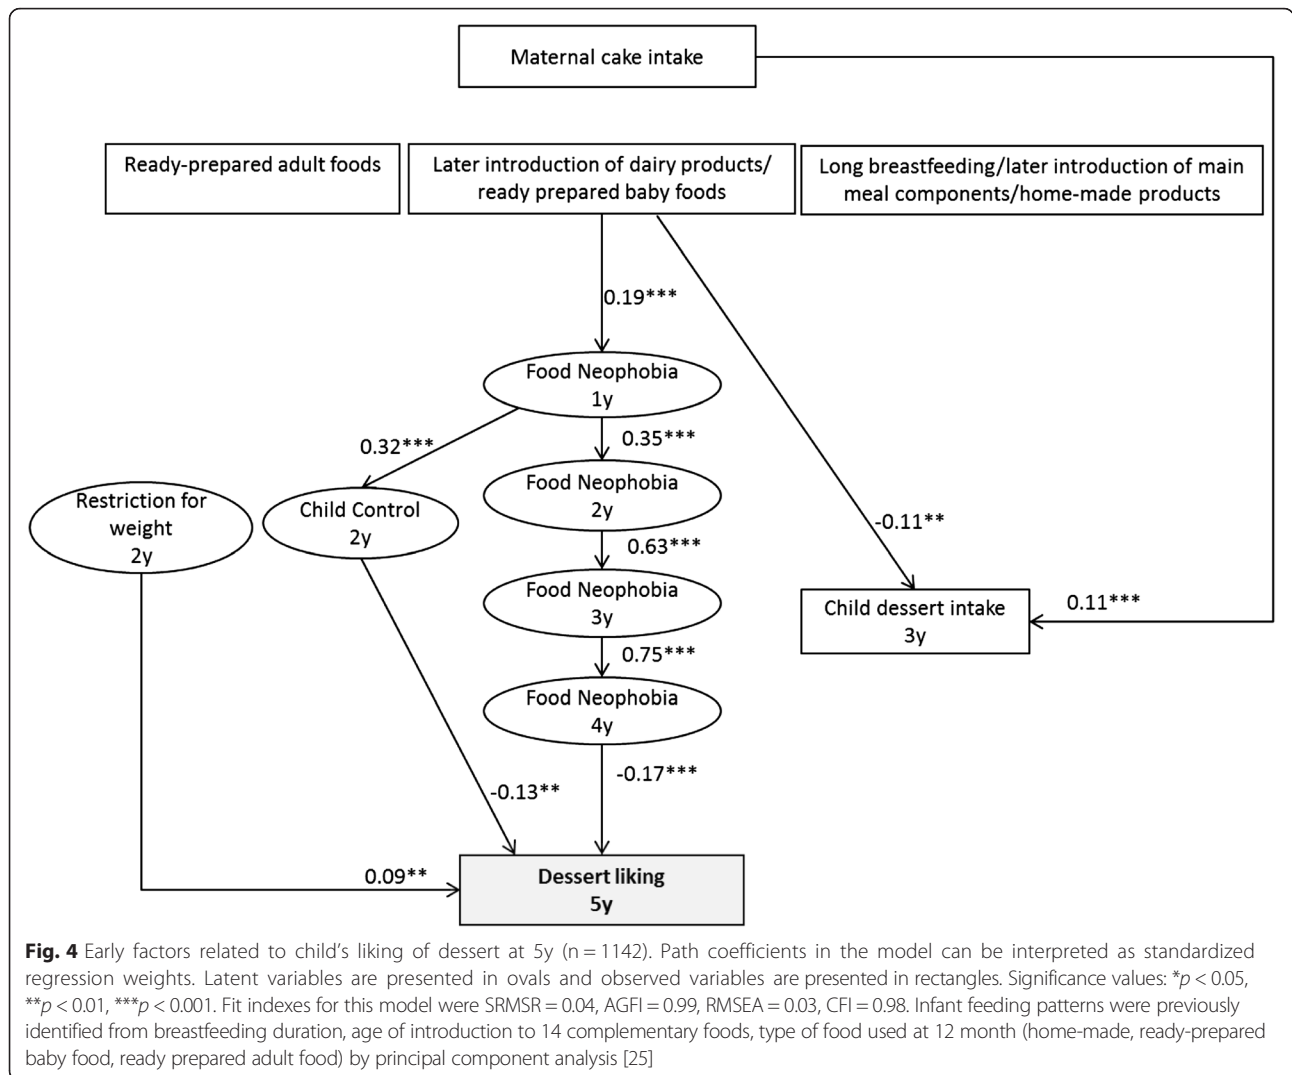 Maternal cake intake
Ready-prepared adult foods
Later introduction of dairy products/
ready prepared baby foods
Long breastfeeding/later introduction of main
meal components/home-made products
0.19***
Food Neophobia
1y
0.32***
0.35***
Restriction for
weight
2y
Child Control
2y
Food Neophobia
2y
-0.11**
0.63***
Food Neophobia
3y
Child dessert intake
3y
0.11***
0.75***
Food Neophobia
4y
-0.13**
-0.17***
0.09**
Dessert liking
5y
Fig. 4 Early factors related to child's liking of dessert at 5y (n = 1142). Path coefficients in the model can be interpreted as standardized
regression weights. Latent variables are presented in ovals and observed variables are presented in rectangles. Significance values: *p < 0.05,
**p < 0.01, ***p < 0.001. Fit indexes for this model were SRMSR = 0.04, AGFI = 0.99, RMSEA = 0.03, CFI = 0.98. Infant feeding patterns were previously
identified from breastfeeding duration, age of introduction to 14 complementary foods, type of food used at 12 month (home-made, ready-prepared
baby food, ready prepared adult food) by principal component analysis [25]